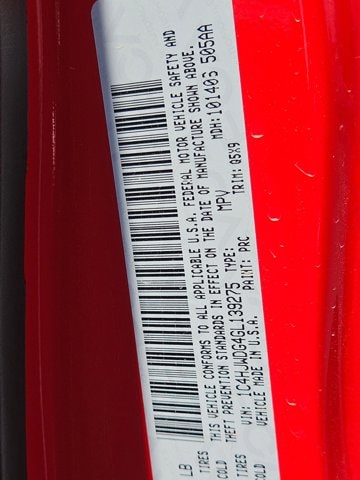 LB
TIRES
COLD
TIRES
COLD
THIS VEHICLE CONFORMS TO ALL APPLICABLE U.S.A. FEDERAL MOTOR VEHICLE SAFETY AND
THEFT PREVENTION STANDARDS IN EFFECT ON THE DATE OF MANUFACTURE SHOWN ABOVE.
MDH: 101403 505AA
VIN: 1C4HJWDG4GL139275 TYPE: MPV
PAINT: PRC TRIM: Q5X9
MADE IN U.S.A.